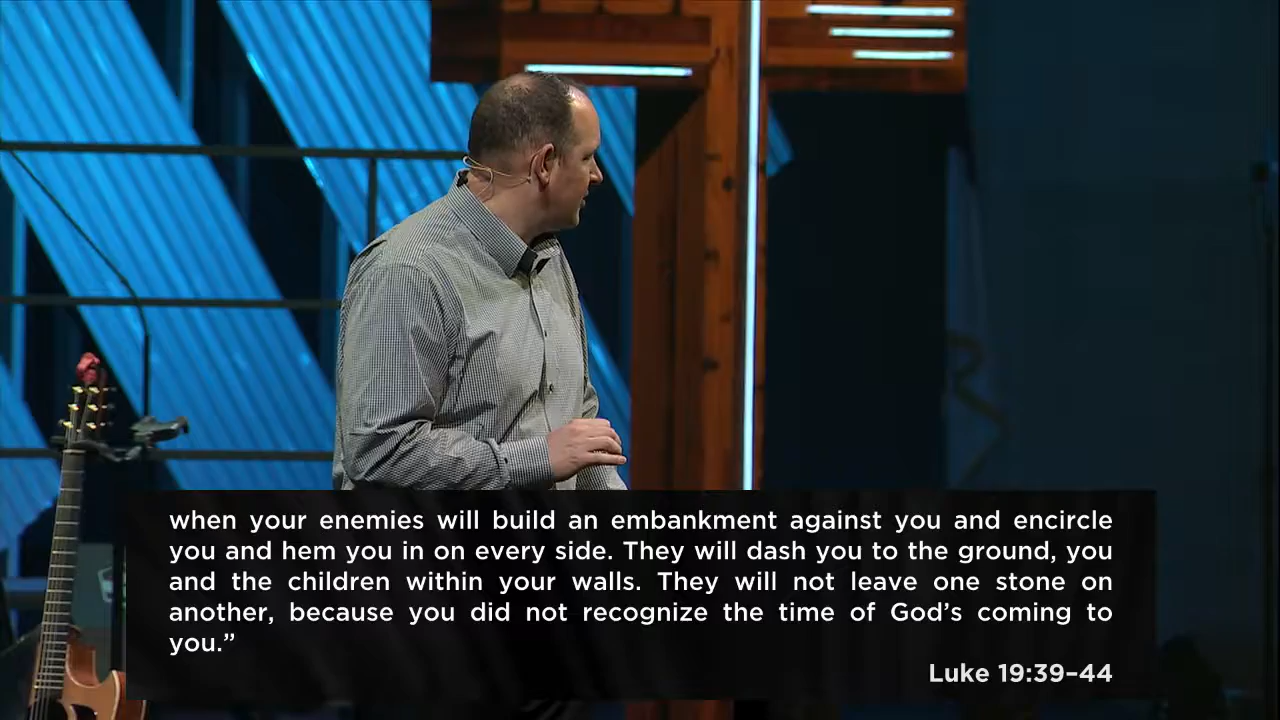 when your enemies will build an embankment against you and encircle
you and hem you in on every side. They will dash you to the ground, you
and the children within your walls. They will not leave one stone on
another, because you did not recognize the time of God’s coming to
you.”
Luke 19:39–44